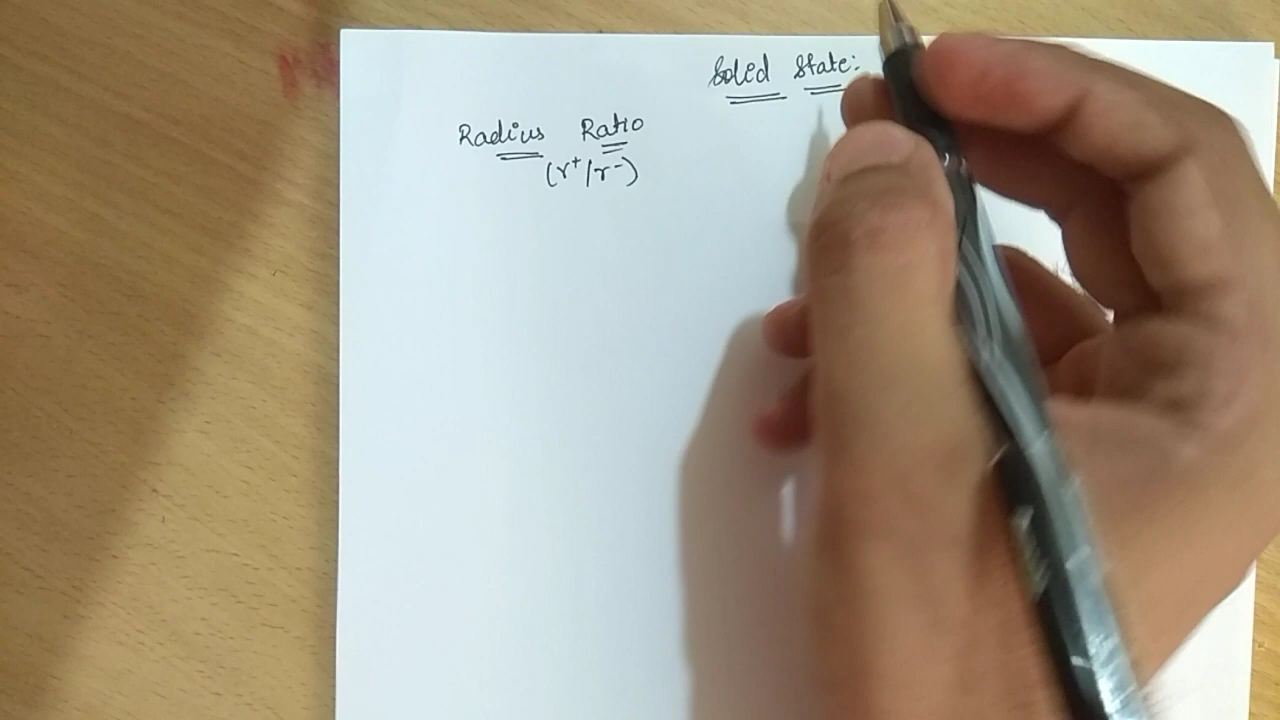 Solid State:
Radius Ratio
(r⁺/r⁻)